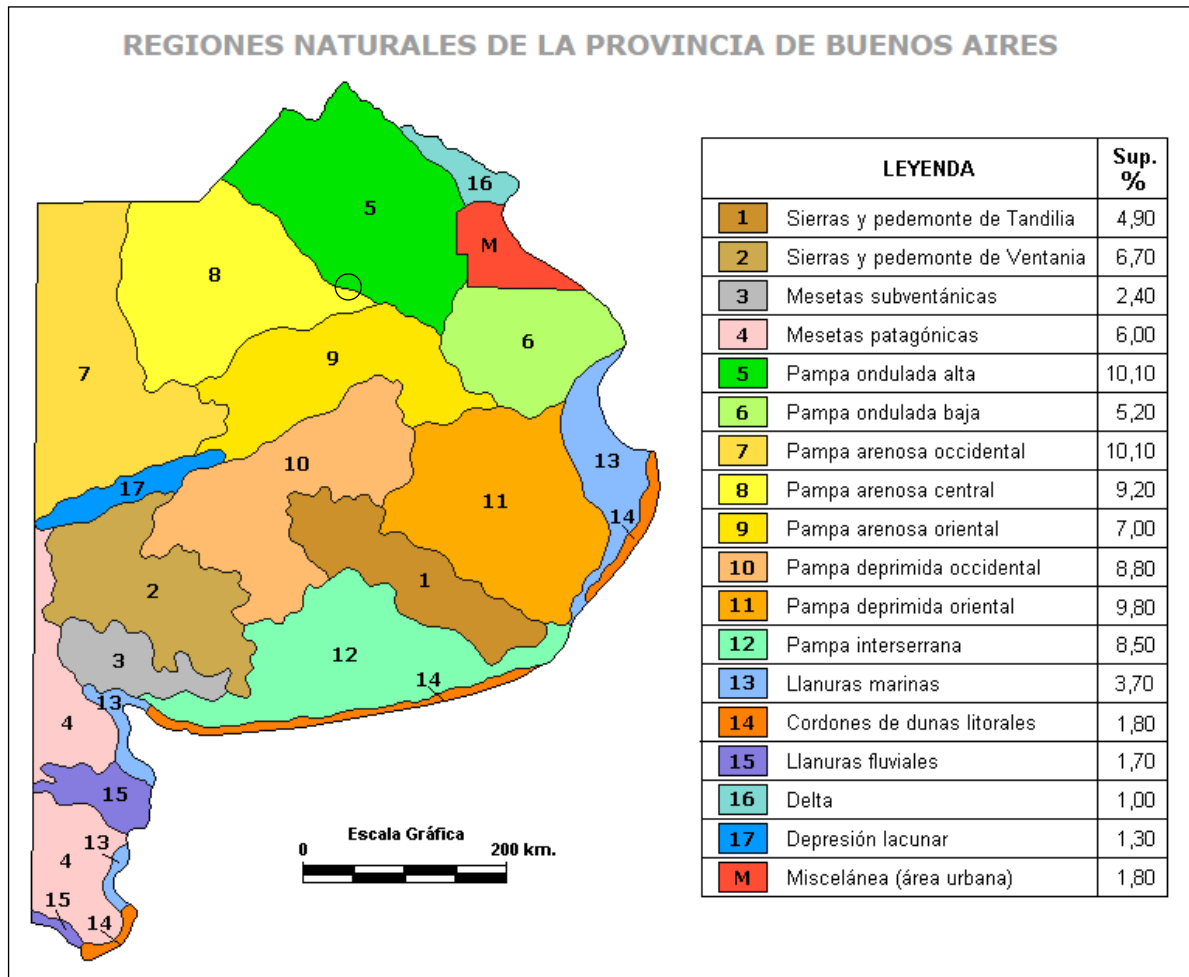 REGIONES NATURALES DE LA PROVINCIA DE BUENOS AIRES
16
5
M
8
6
9
7
10
13
17
11
14
1
2
12
3
14
13
4
15
13
4
15
14
Escala Gráfica
0 200 km.
LEYENDA Sup. %
1 Sierras y pedemonte de Tandilia 4,90
2 Sierras y pedemonte de Ventania 6,70
3 Mesetas subventánicas 2,40
4 Mesetas patagónicas 6,00
5 Pampa ondulada alta 10,10
6 Pampa ondulada baja 5,20
7 Pampa arenosa occidental 10,10
8 Pampa arenosa central 9,20
9 Pampa arenosa oriental 7,00
10 Pampa deprimida occidental 8,80
11 Pampa deprimida oriental 9,80
12 Pampa interserrana 8,50
13 Llanuras marinas 3,70
14 Cordones de dunas litorales 1,80
15 Llanuras fluviales 1,70
16 Delta 1,00
17 Depresión lacunar 1,30
M Miscelánea (área urbana) 1,80